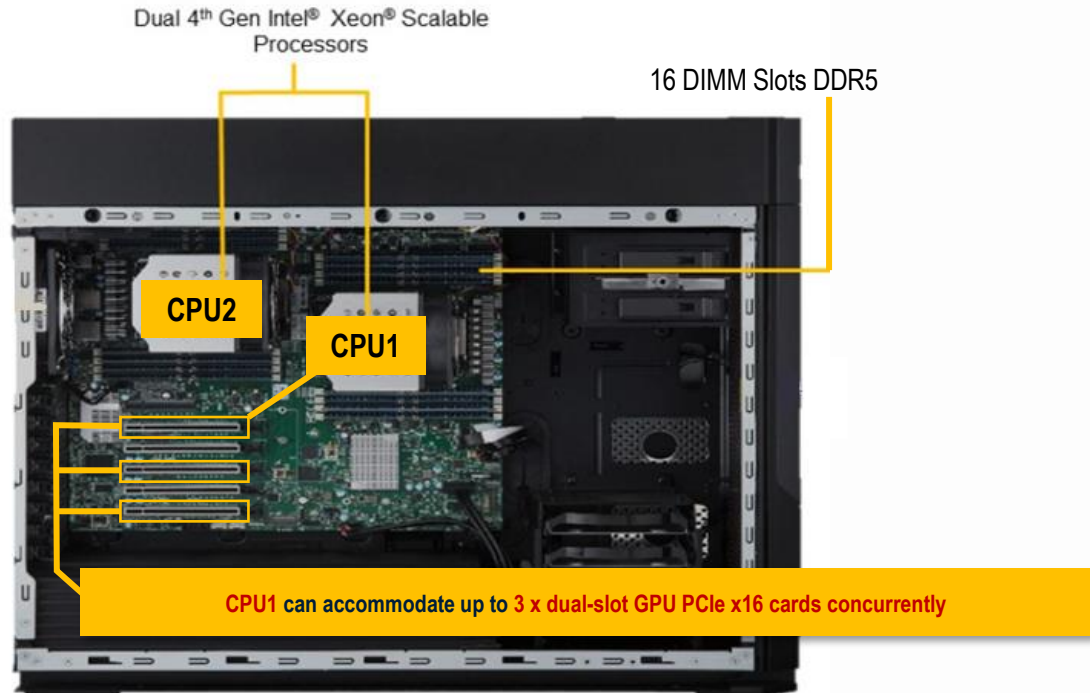 Dual 4th Gen Intel® Xeon® Scalable
Processors
16 DIMM Slots DDR5
CPU2
CPU1
CPU1 can accommodate up to 3 x dual-slot GPU PCIe x16 cards concurrently